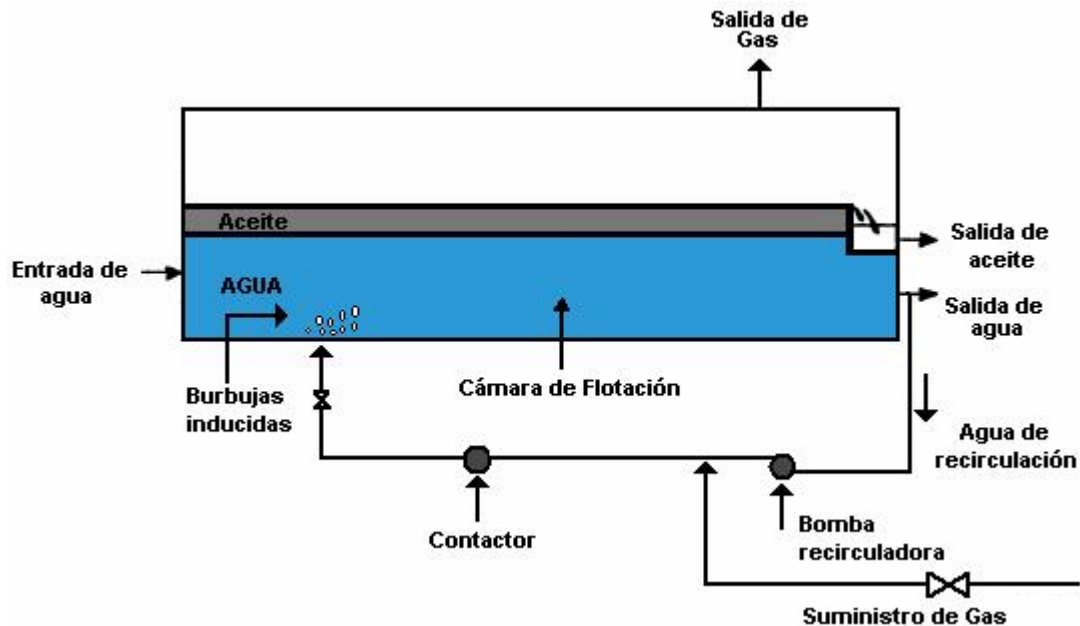 Salida de
Gas
Aceite
Salida de
aceite
Entrada de
agua
AGUA
Salida de
agua
Burbujas
inducidas
Cámara de Flotación
Agua de
recirculación
Contactor
Bomba
recirculadora
Suministro de Gas